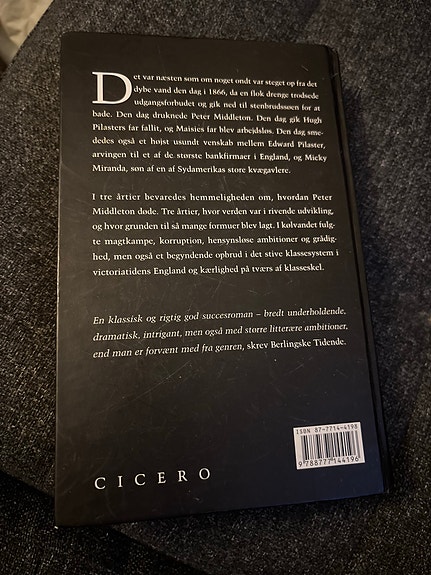 Det var næsten som om noget ondt var steget op fra det
dybe vand den dag i 1866, da en flok drenge trodsede
udgangsforbudet og gik ned til stenbrudssøen for at
bade. Den dag druknede Peter Middleton. Den dag gik Hugh
Pilasters far fallit, og Maisies far blev arbejdsløs. Den dag sme-
dedes også et højst usundt venskab mellem Edward Pilaster,
arvingen til et af de største bankfirmaer i England, og Micky
Miranda, søn af en af Sydamerikas store kvægavlere.
I tre årtier bevaredes hemmeligheden om, hvordan Peter
Middleton døde. Tre årtier, hvor verden var i rivende udvikling,
og hvor grunden til så mange formuer blev lagt. I kølvandet fulg-
te magtkampe, korruption, hensynsløse ambitioner og grådig-
hed, men også et begyndende opbrud i det stive klassesystem i
victoriatidens England og kærlighed på tværs af klasseskel.
En klassisk og rigtig god succesroman – bredt underholdende,
dramatisk, intrigant, men også med større litterære ambitioner,
end man er forvænt med fra genren, skrev Berlingske Tidende.
ISBN 87-7714-419-8
9 788777 144196
CICERO